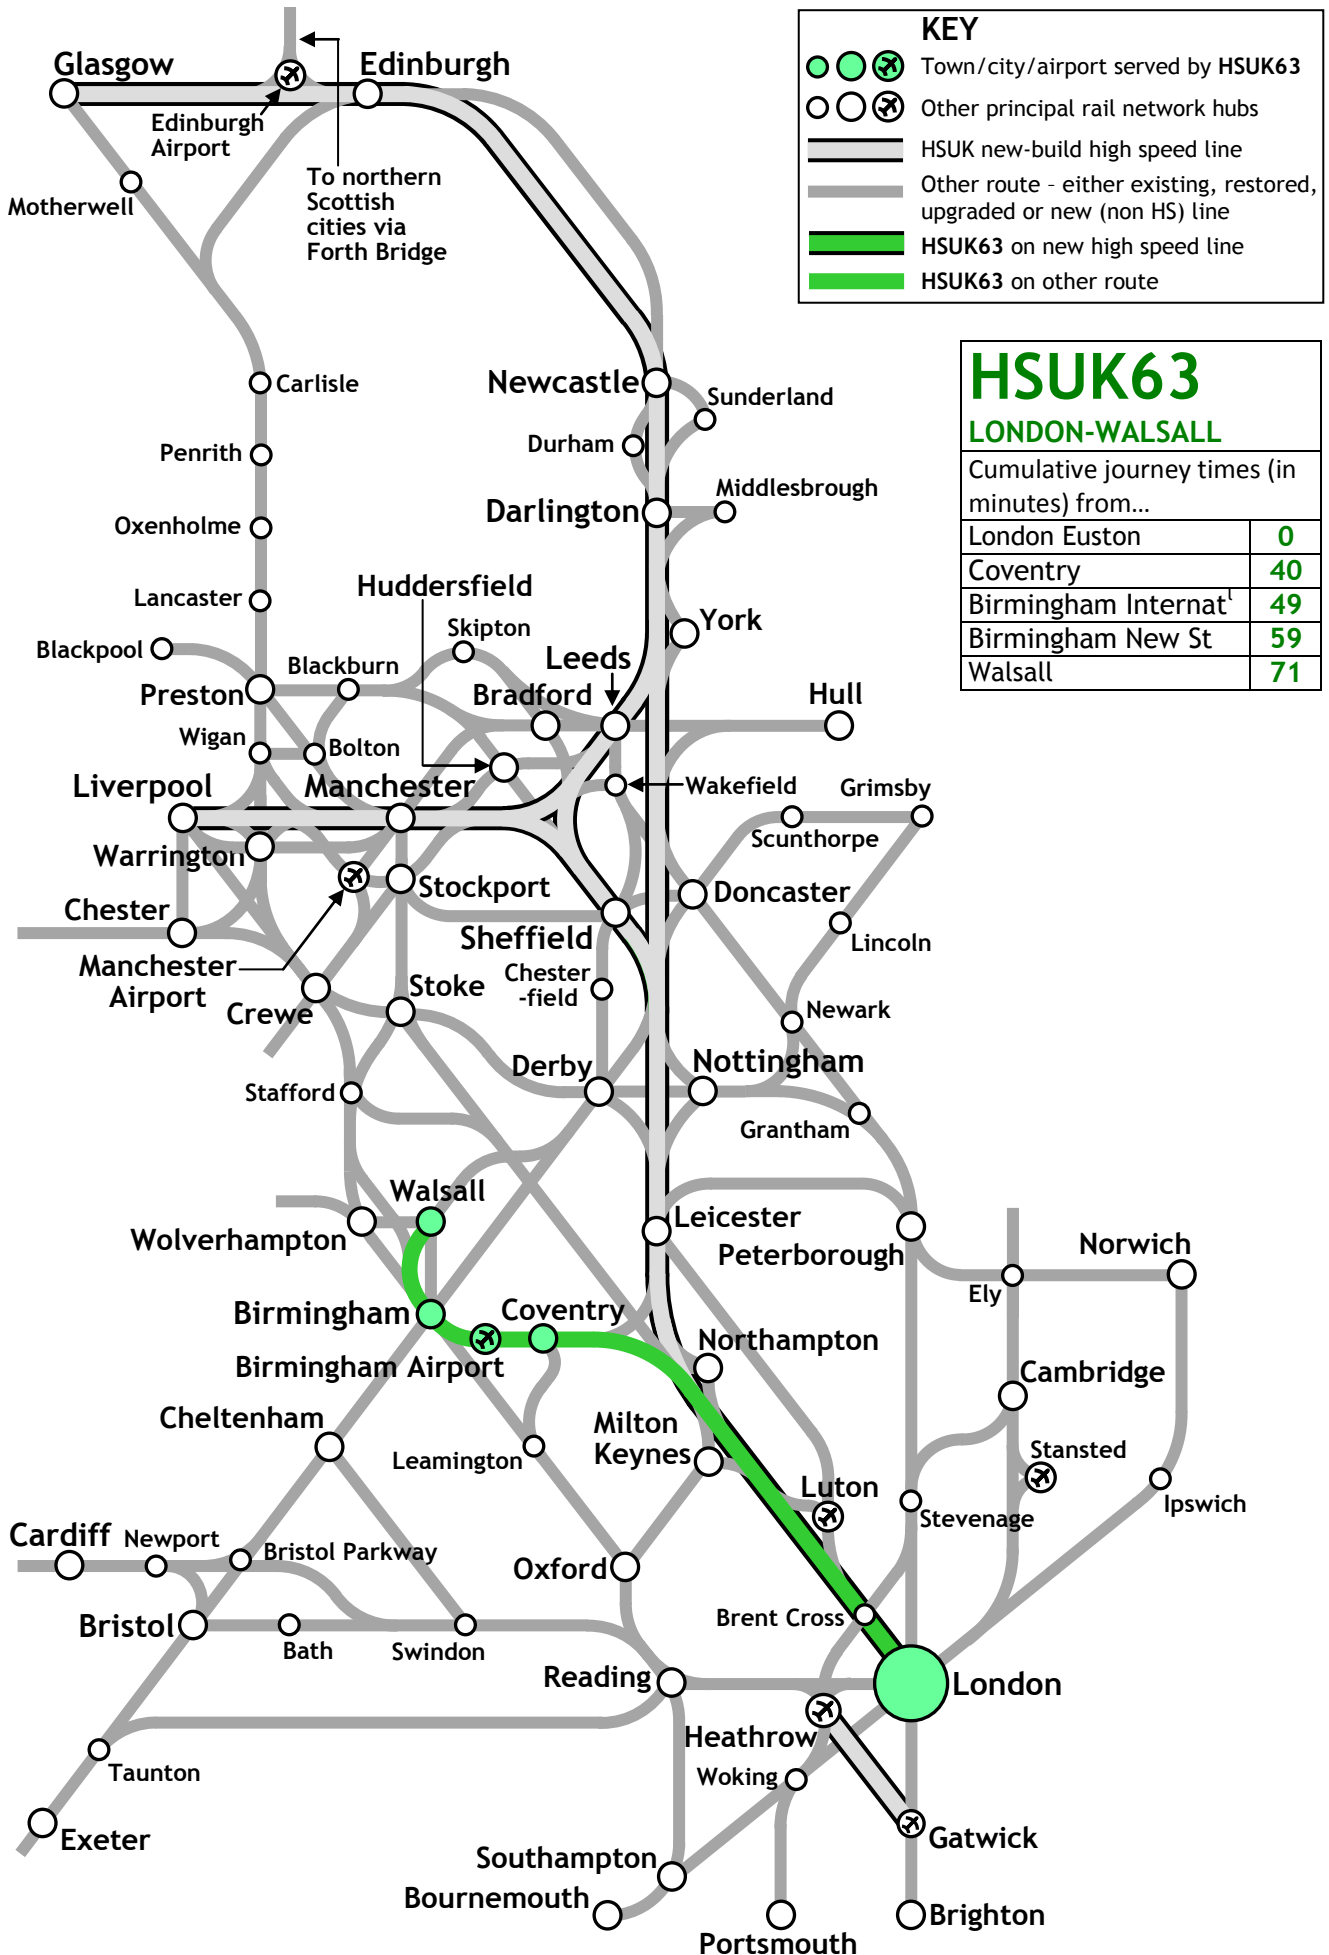 KEY
Town/city/airport served by HSUK63
Other principal rail network hubs
HSUK new-build high speed line
Other route - either existing, restored,
upgraded or new (non HS) line
HSUK63 on new high speed line
HSUK63 on other route
HSUK63
LONDON-WALSALL
Cumulative journey times (in
minutes) from…
London Euston 0
Coventry 40
Birmingham Internatˡ 49
Birmingham New St 59
Walsall 71
Glasgow
Edinburgh
Edinburgh
Airport
To northern
Scottish
cities via
Forth Bridge
Motherwell
Carlisle
Newcastle
Sunderland
Durham
Penrith
Middlesbrough
Darlington
Oxenholme
Huddersfield
Lancaster
York
Skipton
Blackpool
Leeds
Blackburn
Preston
Bradford
Hull
Wigan
Bolton
Liverpool
Manchester
Wakefield
Grimsby
Scunthorpe
Warrington
Stockport
Doncaster
Chester
Sheffield
Lincoln
Manchester
Airport
Chester
-field
Stoke
Crewe
Newark
Derby
Nottingham
Stafford
Grantham
Walsall
Leicester
Wolverhampton
Peterborough
Norwich
Ely
Birmingham
Coventry
Birmingham Airport
Northampton
Cambridge
Cheltenham
Milton
Keynes
Leamington
Stansted
Luton
Ipswich
Stevenage
Cardiff
Newport
Bristol Parkway
Oxford
Bristol
Bath
Swindon
Brent Cross
Reading
London
Heathrow
Taunton
Woking
Exeter
Gatwick
Southampton
Bournemouth
Portsmouth
Brighton